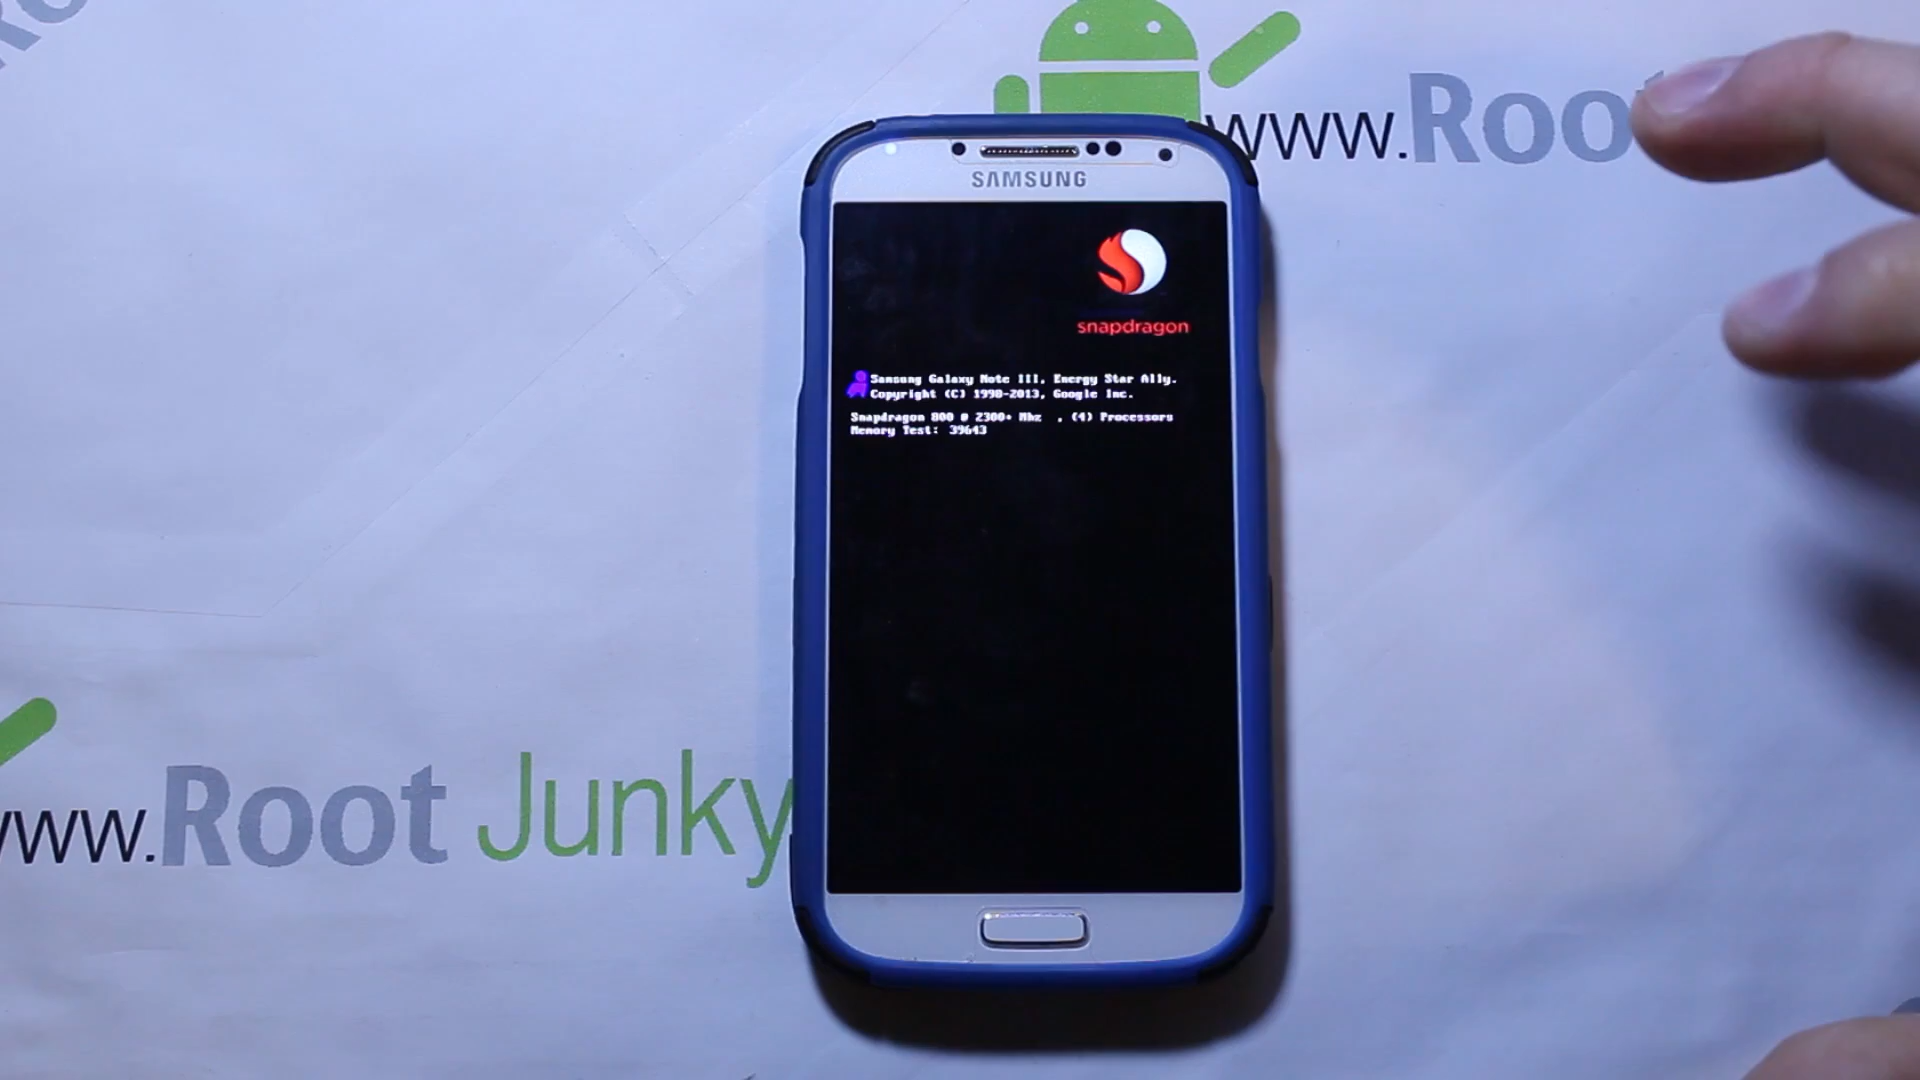 www.Roo
SAMSUNG
snapdragon
Samsung Galaxy Note III, Energy Star Ally.
Copyright (C) 1990-2013, Google Inc.
Snapdragon 800 @ 2300+ Mhz , (4) Processors
Memory Test: 39643
www.Root Junky